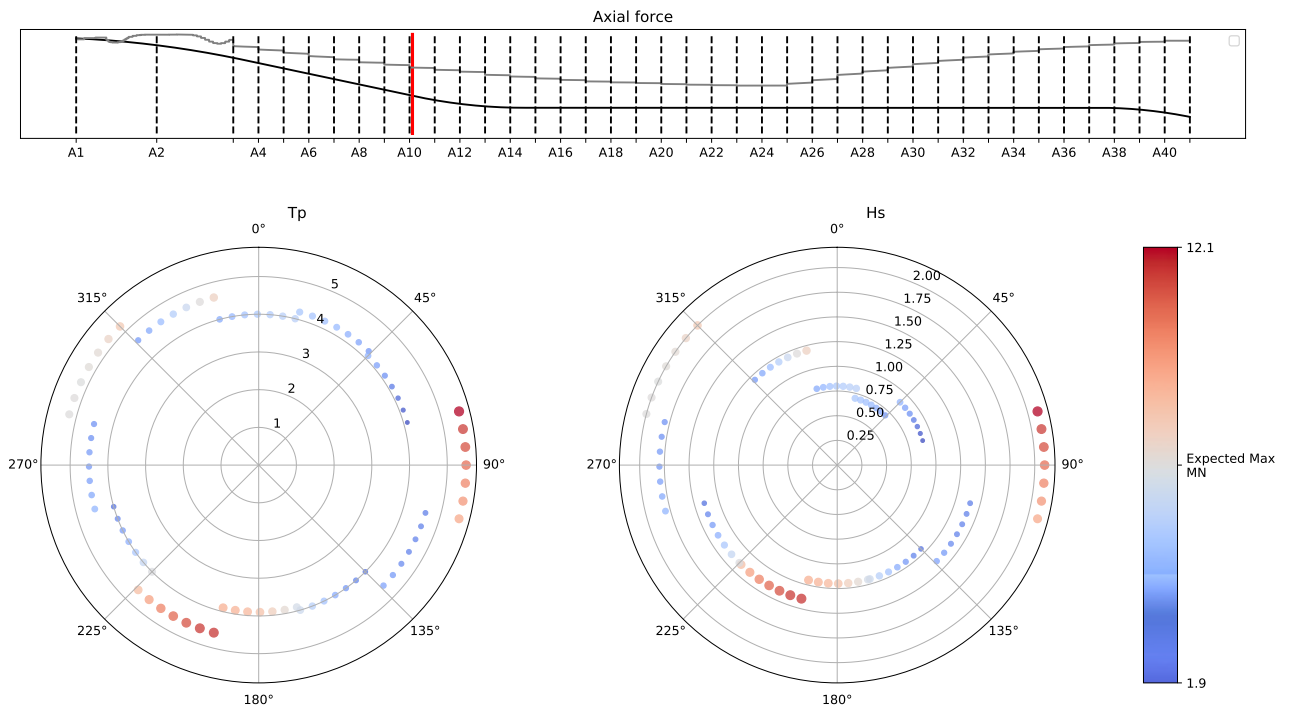 Axial force
A1 A2 A4 A6 A8 A10 A12 A14 A16 A18 A20 A22 A24 A26 A28 A30 A32 A34 A36 A38 A40
Tp Hs
0° 0°
12.1
5 2.00
315° 45° 315° 1.75 45°
4 1.50
3 1.25
2 1.00
0.75
1 0.50
0.25
270° 90° 270° 90° Expected Max
MN
225° 135° 225° 135°
1.9
180° 180°